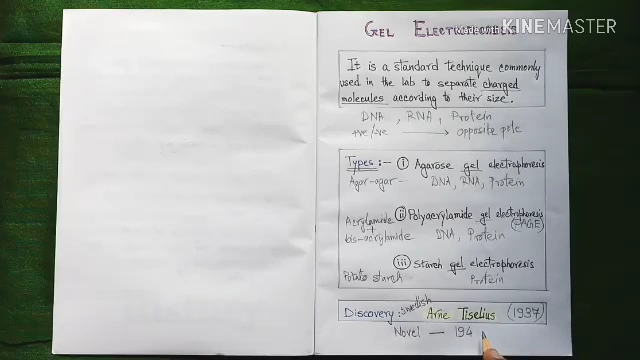 KINEMASTER
GEL ELECTROPHORESIS
It is a standard technique commonly
used in the lab to separate charged
molecules according to their size.
DNA, RNA, Protein
+ve/-ve → opposite pole
Types :- (i) Agarose gel electrophoresis
Agar-agar - DNA, RNA, Protein
(ii) Polyacrylamide gel electrophoresis
Acrylamide + bis-acrylamide (PAGE)
DNA, Protein
(iii) Starch gel electrophoresis
Potato starch Protein
Discovery : Swedish Arne Tiselius (1937)
Novel — 194